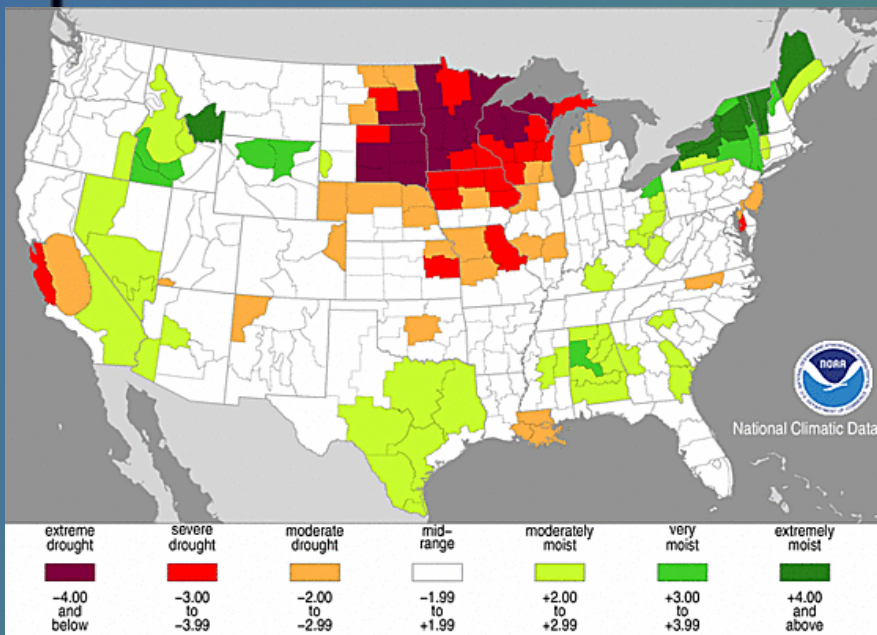 NOAA
National Climatic Data
extreme
drought
severe
drought
moderate
drought
mid-
range
moderately
moist
very
moist
extremely
moist
−4.00
and
below
−3.00
to
−3.99
−2.00
to
−2.99
−1.99
to
+1.99
+2.00
to
+2.99
+3.00
to
+3.99
+4.00
and
above